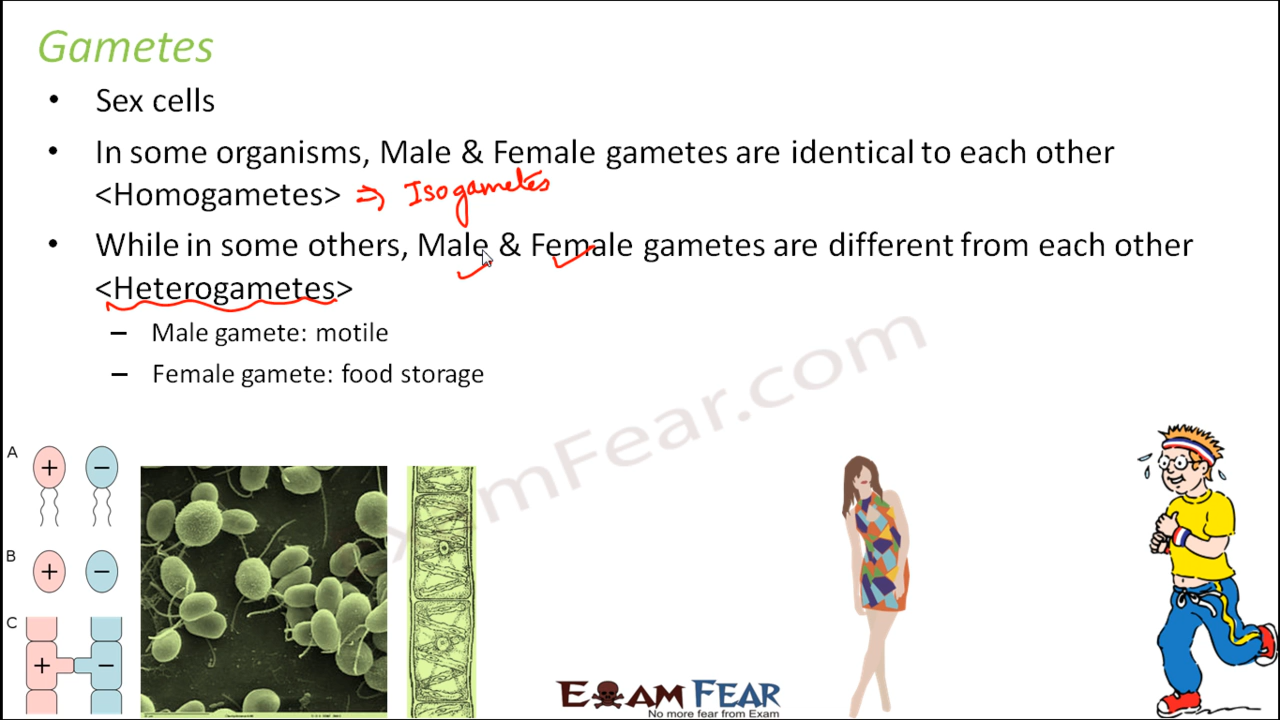 Gametes
• Sex cells
• In some organisms, Male & Female gametes are identical to each other
<Homogametes> ⇒ Isogametes
• While in some others, Male & Female gametes are different from each other
<Heterogametes>
– Male gamete: motile
– Female gamete: food storage
A
+ −
B
+ −
C
+ −
ExamFear.com
EXAM FEAR
No more fear from Exam